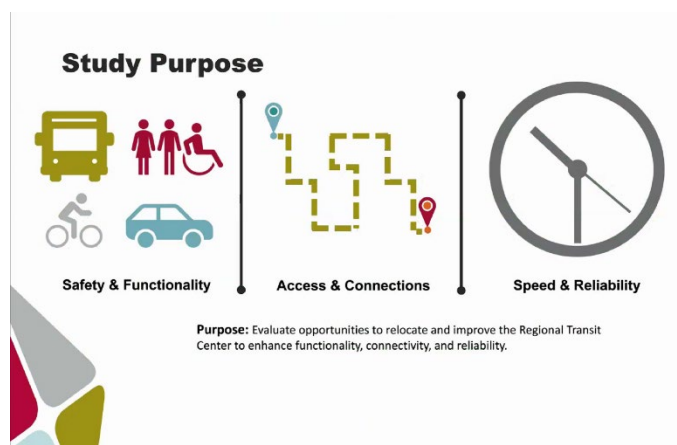 Study Purpose
Safety & Functionality
Access & Connections
Speed & Reliability
Purpose: Evaluate opportunities to relocate and improve the Regional Transit
Center to enhance functionality, connectivity, and reliability.